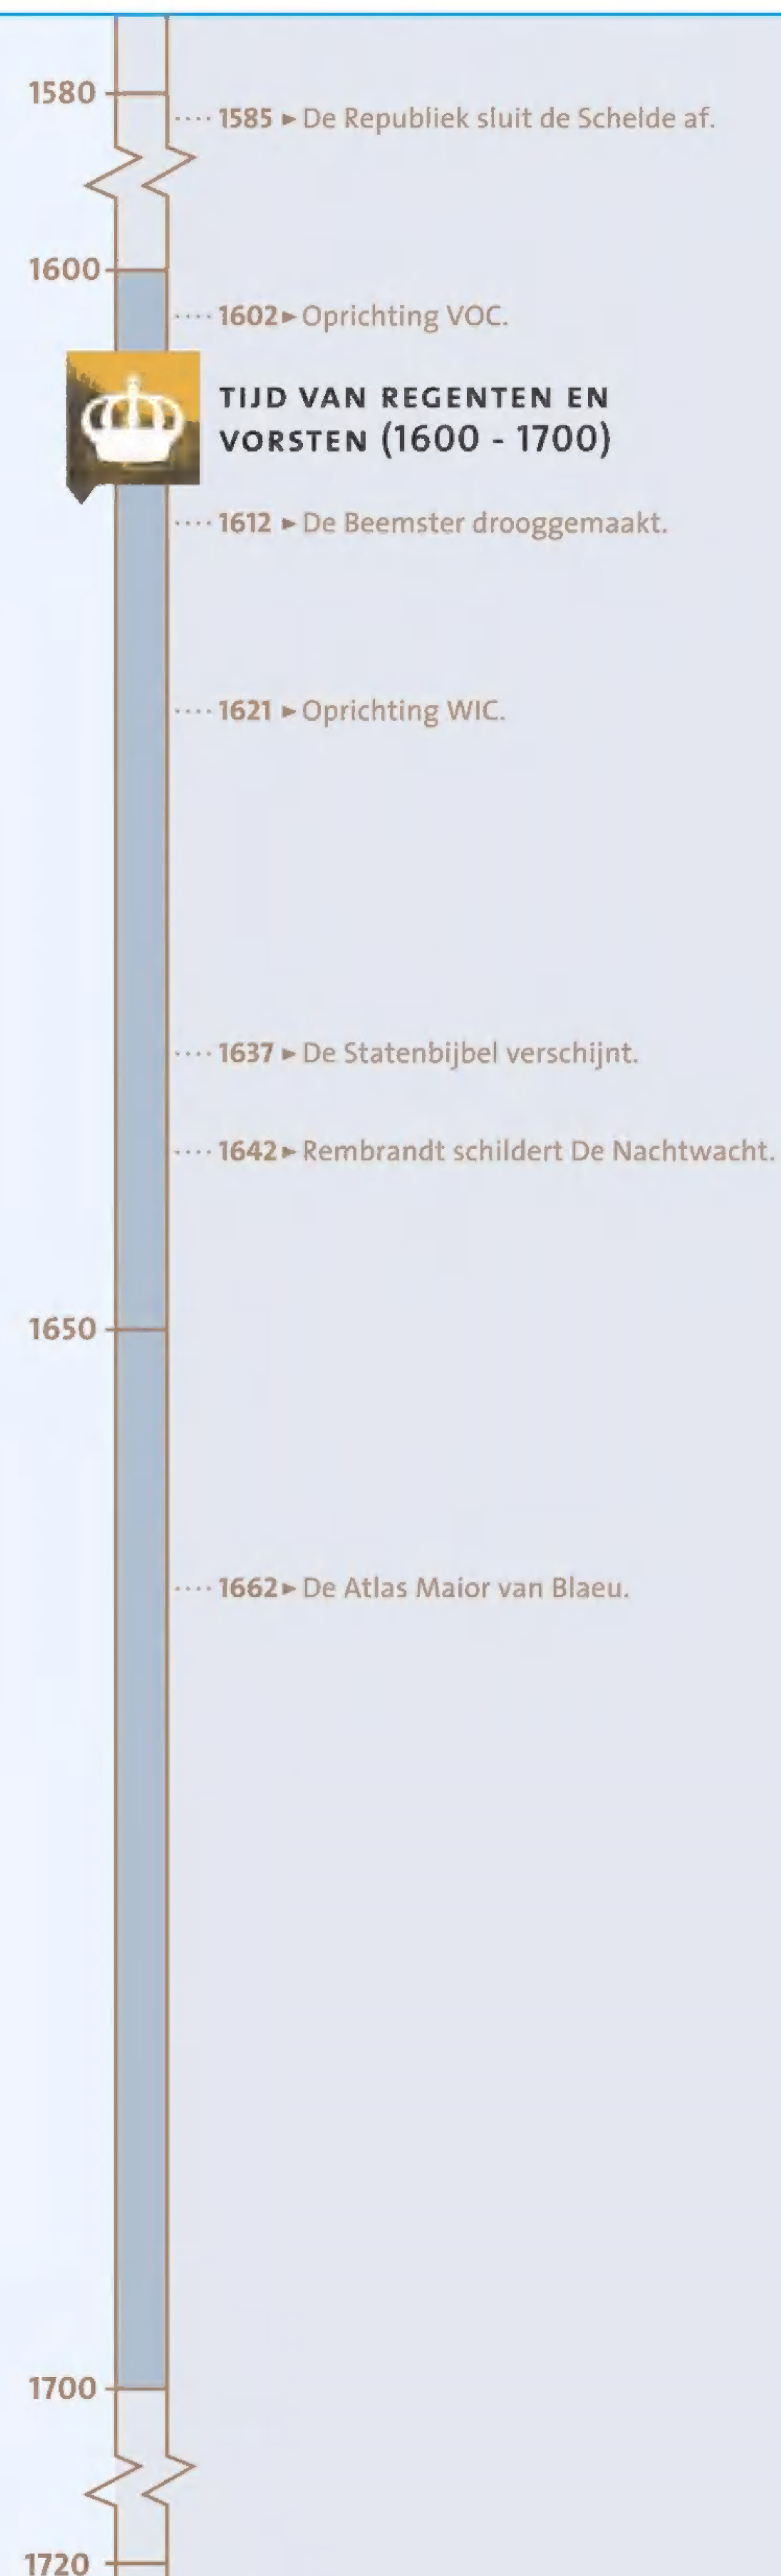 1580
1585 ► De Republiek sluit de Schelde af.
1600
1602 ► Oprichting VOC.
TIJD VAN REGENTEN EN
VORSTEN (1600 - 1700)
1612 ► De Beemster drooggemaakt.
1621 ► Oprichting WIC.
1637 ► De Statenbijbel verschijnt.
1642 ► Rembrandt schildert De Nachtwacht.
1650
1662 ► De Atlas Maior van Blaeu.
1700
1720